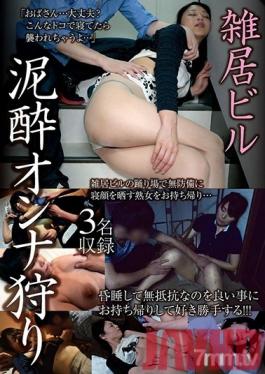 「おばさん…大丈夫？
こんなドコで寝てたら
襲われちゃうよ…」
雑居ビル
泥酔オンナ狩り
雑居ビルの踊り場で無防備に
寝顔を晒す熟女をお持ち帰り…
3名
収録
昏睡して無抵抗なのを良い事に
お持ち帰りして好き勝手する!!!
7mmtv